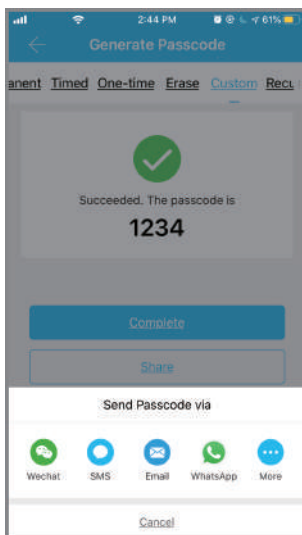 2:44 PM
61%
Generate Passcode
anent Timed One-time Erase Custom Recu
Succeeded. The passcode is
1234
Complete
Share
Send Passcode via
Wechat SMS Email WhatsApp More
Cancel